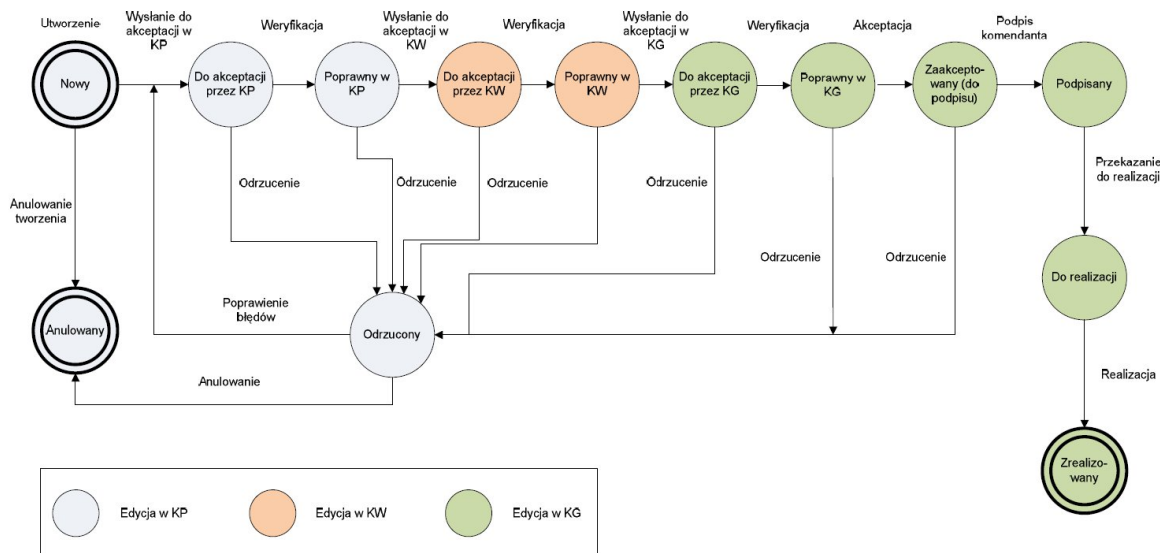 Utworzenie
Wysłanie do
akceptacji w
KP
Weryfikacja
Wysłanie do
akceptacji w
KW
Weryfikacja
Wysłanie do
akceptacji w
KG
Weryfikacja
Akceptacja
Podpis
komendanta
Nowy
Do akceptacji
przez KP
Poprawny w
KP
Do akceptacji
przez KW
Poprawny w
KW
Do akceptacji
przez KG
Poprawny w
KG
Zaakcepto-
wany (do
podpisu)
Podpisany
Anulowanie
tworzenia
Odrzucenie
Odrzucenie
Odrzucenie
Odrzucenie
Odrzucenie
Odrzucenie
Przekazanie
do realizacji
Do realizacji
Anulowany
Poprawienie
błędów
Odrzucony
Anulowanie
Realizacja
Zrealizo-
wany
Edycja w KP
Edycja w KW
Edycja w KG